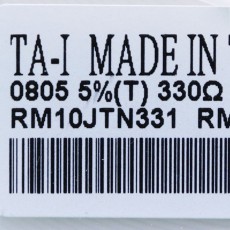 TA-I MADE IN
0805 5%(T) 330Ω
RM10JTN331 RM